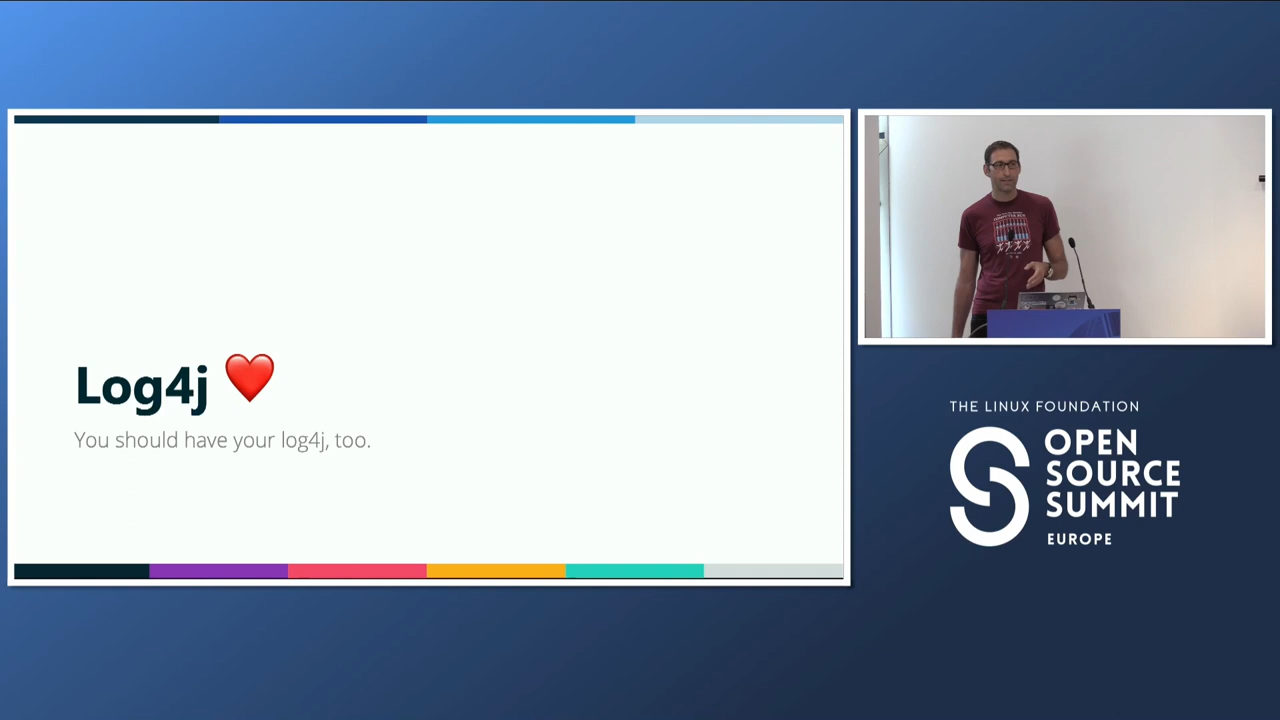 Log4j ❤️
You should have your log4j, too.
THE LINUX FOUNDATION
OPEN
SOURCE
SUMMIT
EUROPE